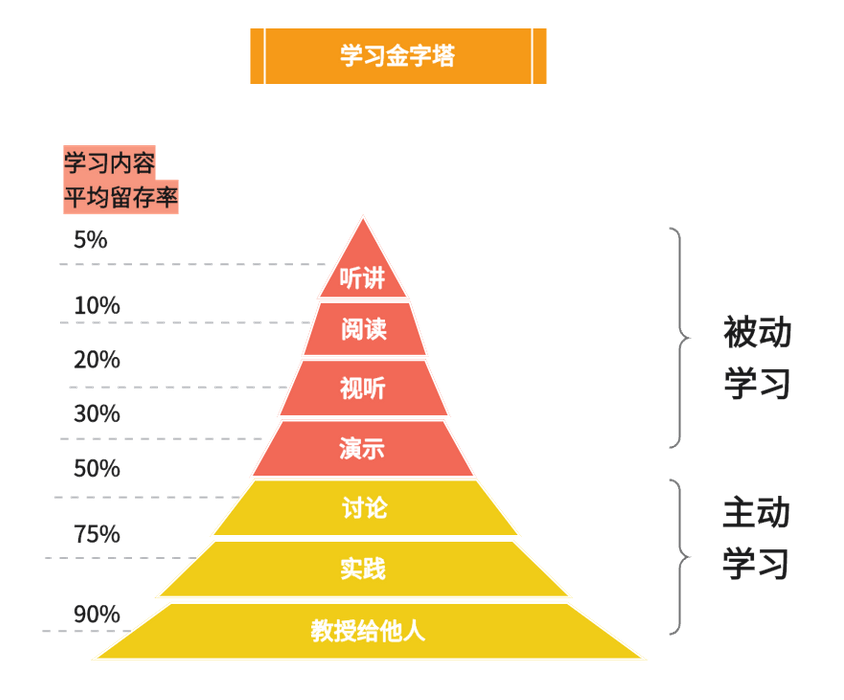 学习金字塔
学习内容
平均留存率
5%
听讲
10%
阅读
20%
视听
30%
演示
50%
讨论
75%
实践
90%
教授给他人
被动
学习
主动
学习